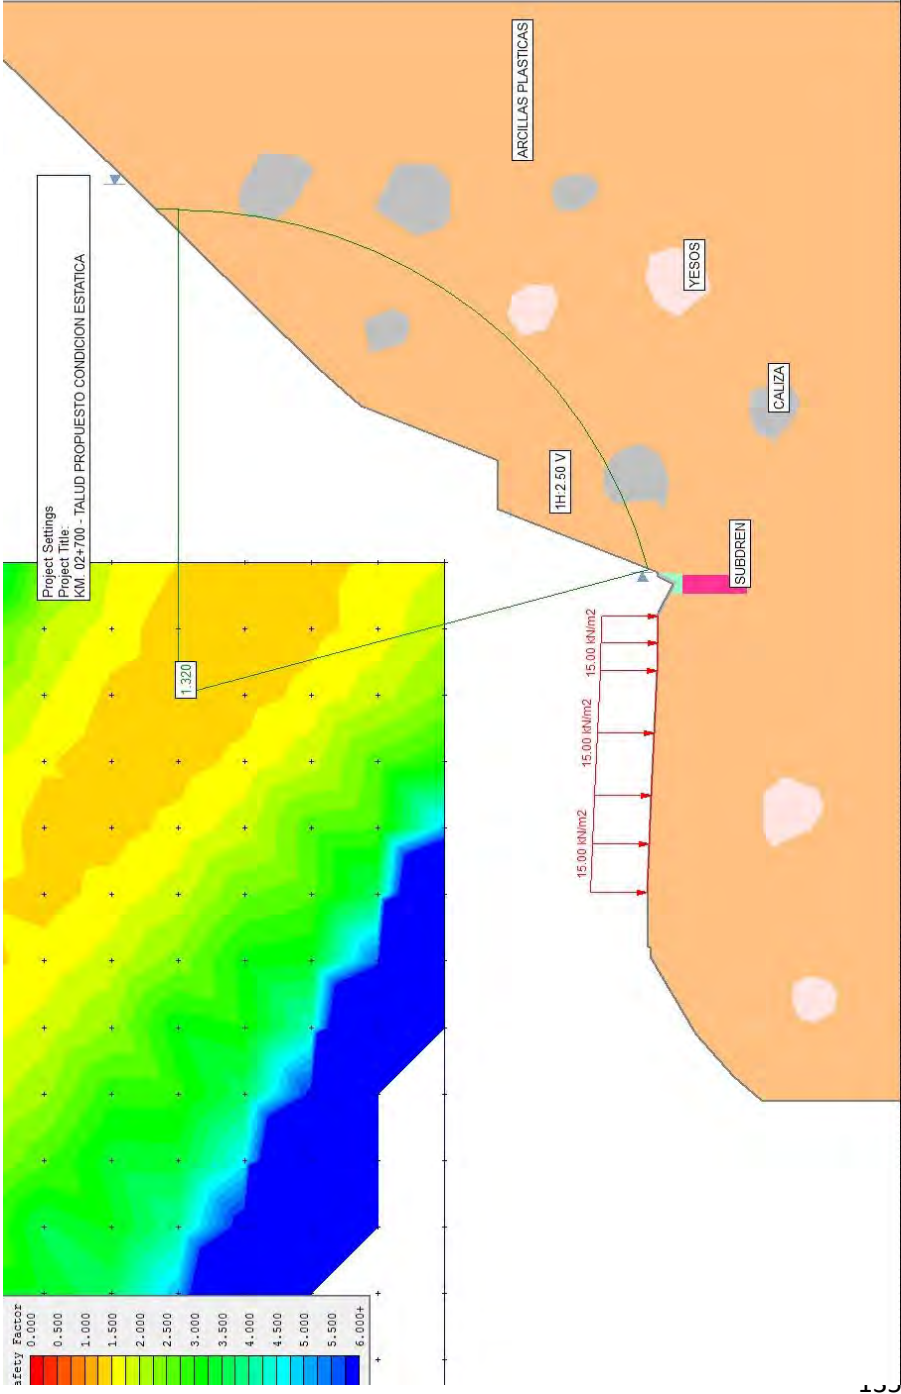 Project Settings
Project Title:
KM. 02+700 - TALUD PROPUESTO CONDICION ESTATICA
ARCILLAS PLASTICAS
YESOS
CALIZA
1H:2.50 V
SUBDREN
1.320
15.00 kN/m2
15.00 kN/m2
15.00 kN/m2
afety Factor
0.000
0.500
1.000
1.500
2.000
2.500
3.000
3.500
4.000
4.500
5.000
5.500
6.000+